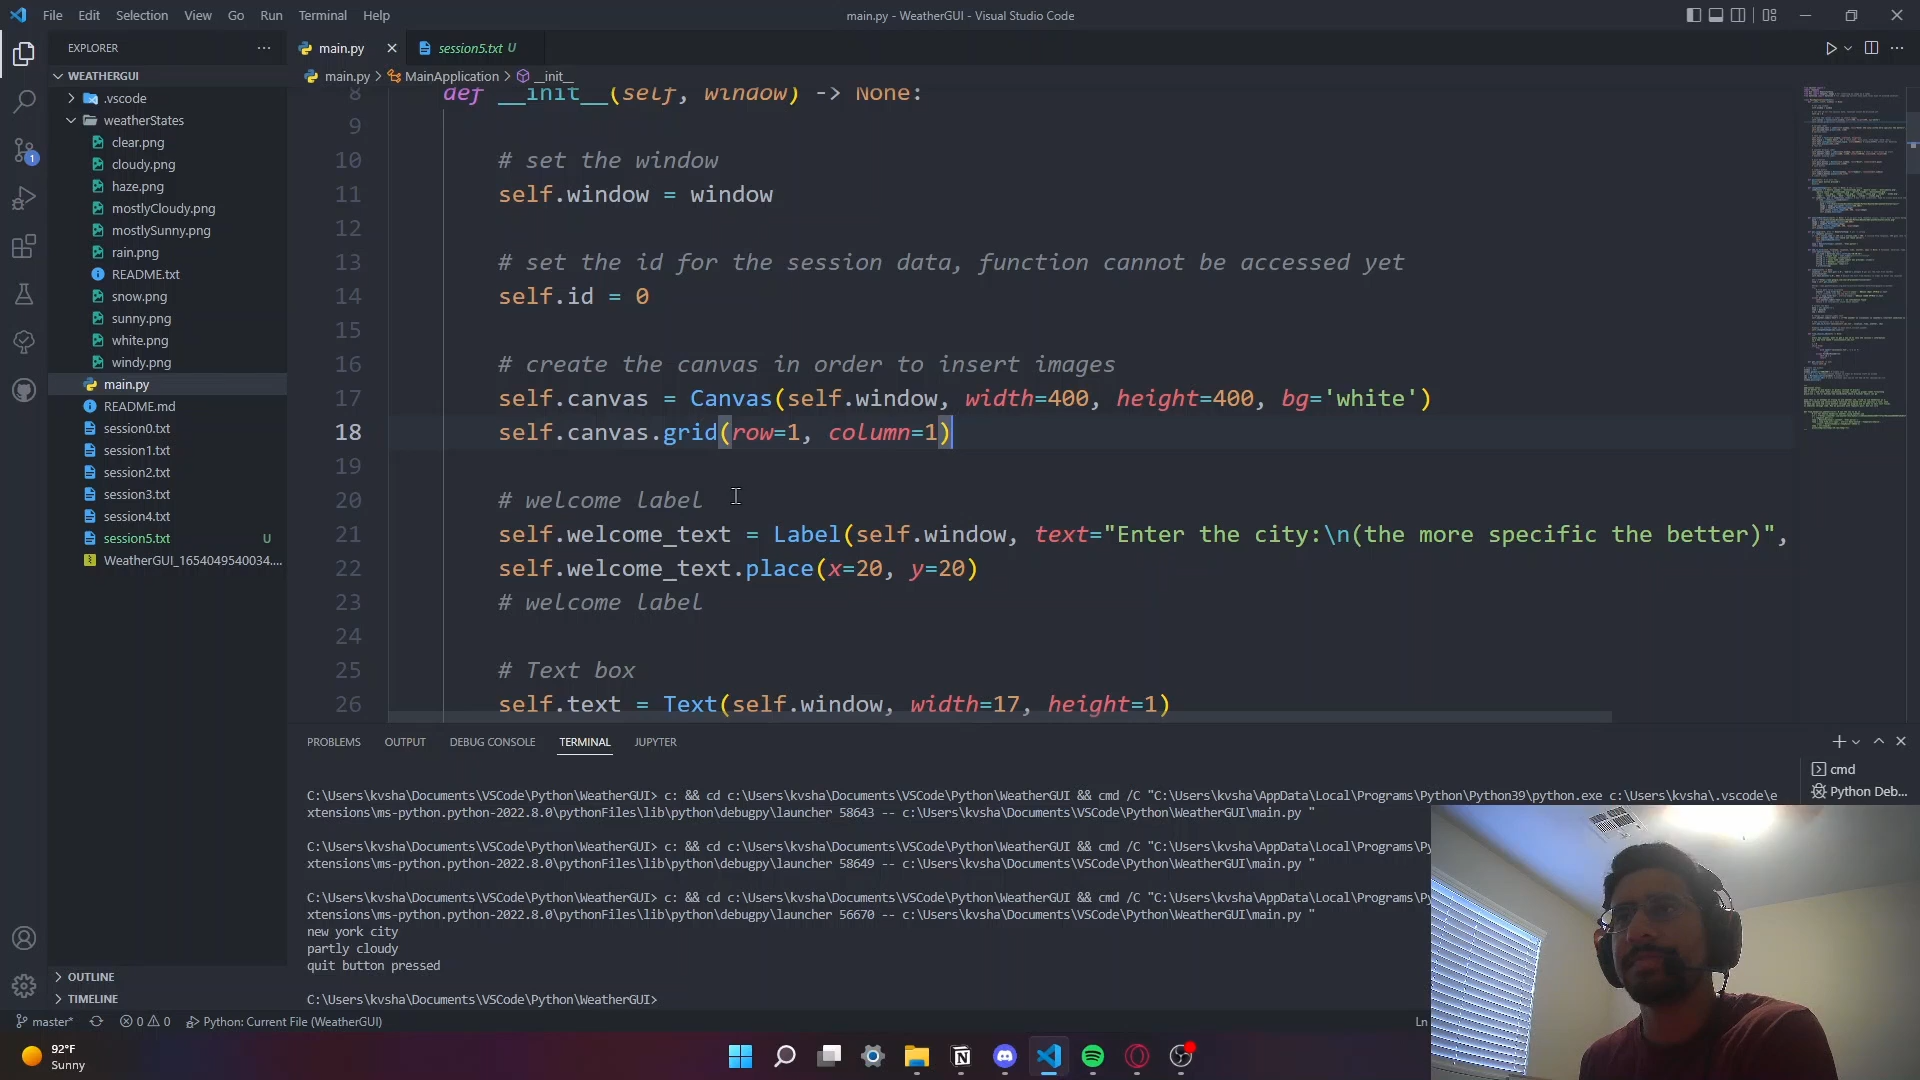 File Edit Selection View Go Run Terminal Help
main.py - WeatherGUI - Visual Studio Code
EXPLORER
WEATHERGUI
.vscode
weatherStates
clear.png
cloudy.png
haze.png
mostlyCloudy.png
mostlySunny.png
rain.png
README.txt
snow.png
sunny.png
white.png
windy.png
main.py
README.md
session0.txt
session1.txt
session2.txt
session3.txt
session4.txt
session5.txt U
WeatherGUI_1654049540034....
OUTLINE
TIMELINE
1
main.py
session5.txt U
main.py > MainApplication > __init__
8 def __init__(self, window) -> None:
9
10 # set the window
11 self.window = window
12
13 # set the id for the session data, function cannot be accessed yet
14 self.id = 0
15
16 # create the canvas in order to insert images
17 self.canvas = Canvas(self.window, width=400, height=400, bg='white')
18 self.canvas.grid(row=1, column=1)
19
20 # welcome label
21 self.welcome_text = Label(self.window, text="Enter the city:\n(the more specific the better)",
22 self.welcome_text.place(x=20, y=20)
23 # welcome label
24
25 # Text box
26 self.text = Text(self.window, width=17, height=1)
PROBLEMS OUTPUT DEBUG CONSOLE TERMINAL JUPYTER
cmd
Python Deb...
C:\Users\kvsha\Documents\VSCode\Python\WeatherGUI> c: && cd c:\Users\kvsha\Documents\VSCode\Python\WeatherGUI && cmd /C "C:\Users\kvsha\AppData\Local\Programs\Python\Python39\python.exe c:\Users\kvsha\.vscode\e
xtensions\ms-python.python-2022.8.0\pythonFiles\lib\python\debugpy\launcher 58643 -- c:\Users\kvsha\Documents\VSCode\Python\WeatherGUI\main.py "
C:\Users\kvsha\Documents\VSCode\Python\WeatherGUI> c: && cd c:\Users\kvsha\Documents\VSCode\Python\WeatherGUI && cmd /C "C:\Users\kvsha\AppData\Local\Programs\Py
xtensions\ms-python.python-2022.8.0\pythonFiles\lib\python\debugpy\launcher 58649 -- c:\Users\kvsha\Documents\VSCode\Python\WeatherGUI\main.py "
C:\Users\kvsha\Documents\VSCode\Python\WeatherGUI> c: && cd c:\Users\kvsha\Documents\VSCode\Python\WeatherGUI && cmd /C "C:\Users\kvsha\AppData\Local\Programs\Py
xtensions\ms-python.python-2022.8.0\pythonFiles\lib\python\debugpy\launcher 56670 -- c:\Users\kvsha\Documents\VSCode\Python\WeatherGUI\main.py "
new york city
partly cloudy
quit button pressed
C:\Users\kvsha\Documents\VSCode\Python\WeatherGUI>
master* 0 0 Python: Current File (WeatherGUI)
Ln
92°F
Sunny